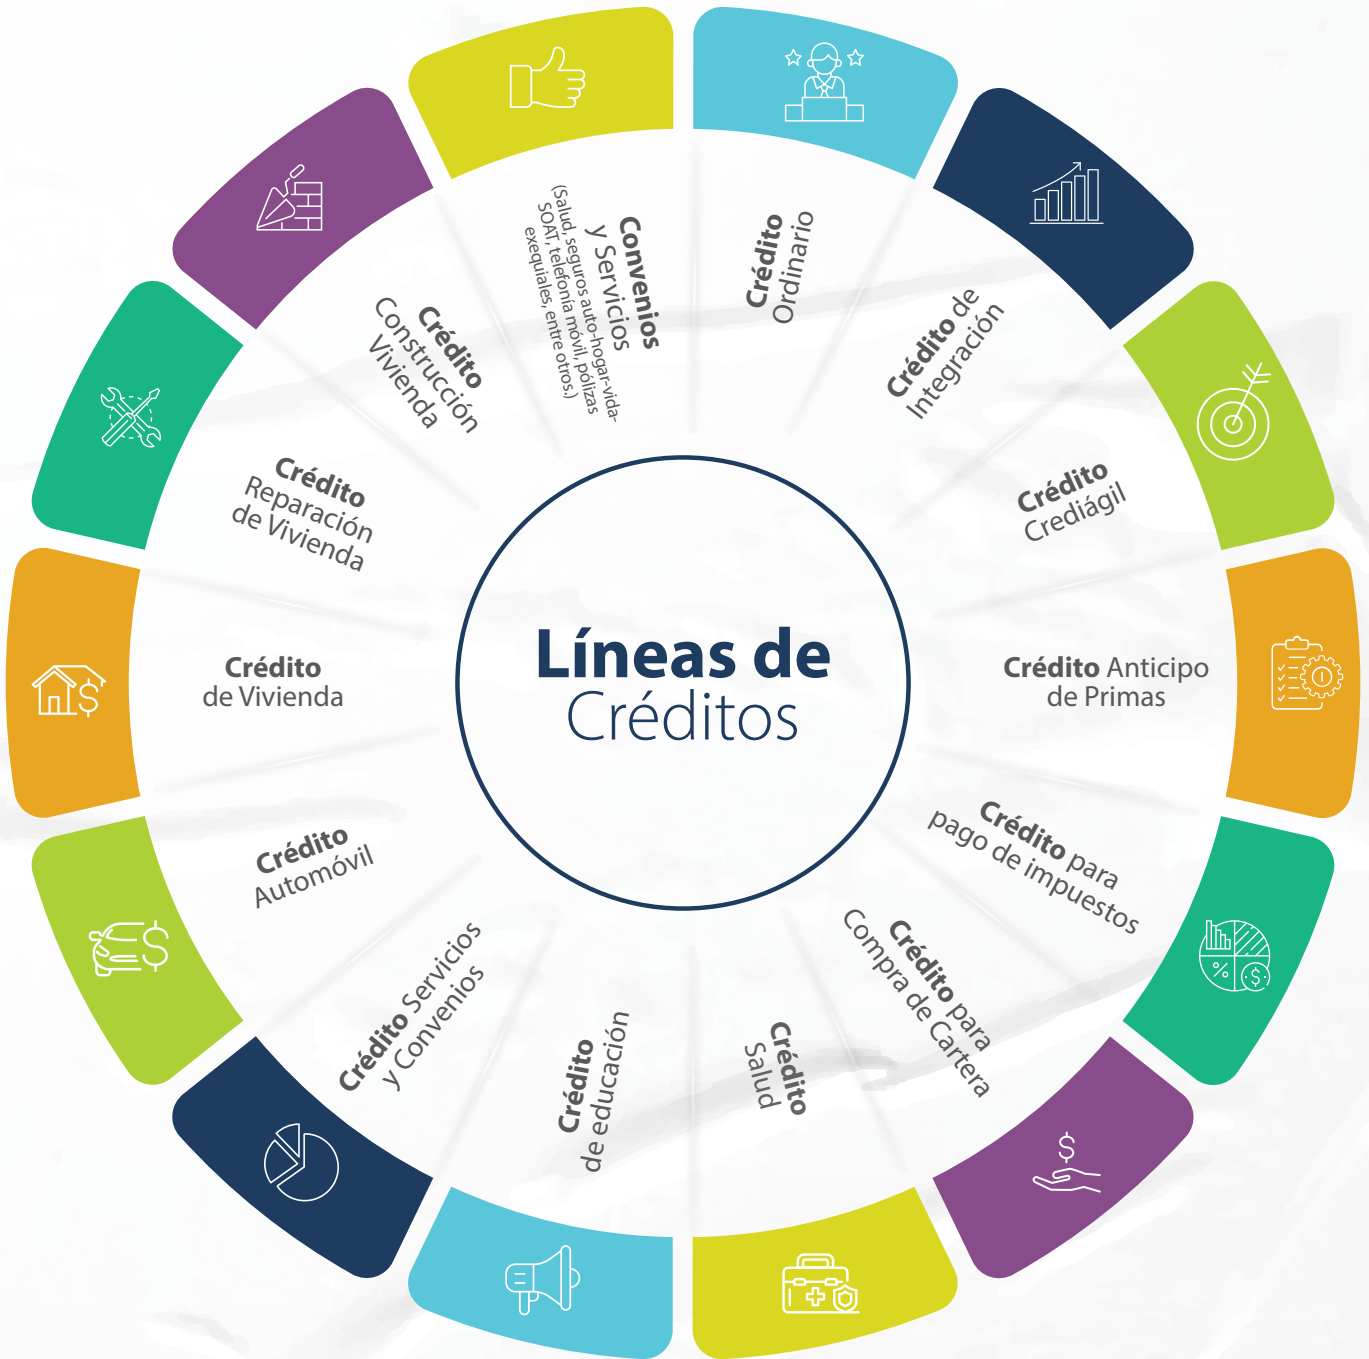 Líneas de
Créditos
Crédito
Ordinario
Crédito de
Integración
Crédito
Crediágil
Crédito Anticipo
de Primas
Crédito para
pago de impuestos
Crédito para
Compra de Cartera
Crédito
Salud
Crédito
de educación
Crédito Servicios
y Convenios
Crédito
Automóvil
Crédito
de Vivienda
Crédito
Reparación
de Vivienda
Crédito
Construcción
Vivienda
Convenios
y Servicios
(Salud, seguros auto-hogar-vida-
SOAT, telefonía móvil, pólizas
exequiales, entre otros.)
$
$
%
$
$